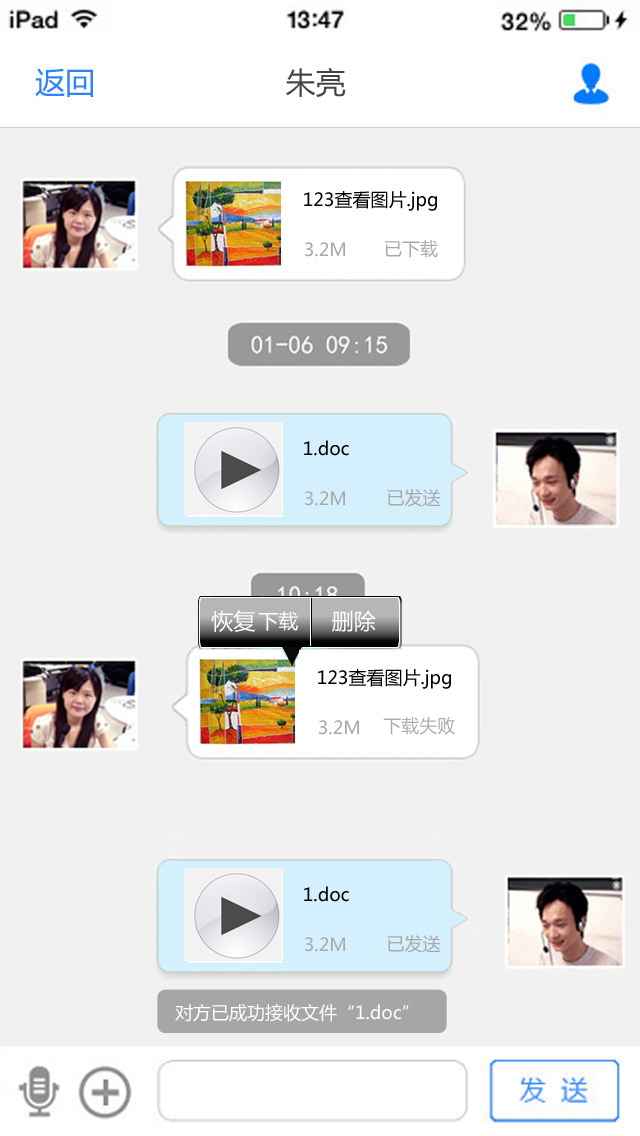 iPad 13:47 32%
返回 朱亮
123查看图片.jpg
3.2M 已下载
01-06 09:15
1.doc
3.2M 已发送
10:18
恢复下载 删除
123查看图片.jpg
3.2M 下载失败
1.doc
3.2M 已发送
对方已成功接收文件“1.doc”
发 送